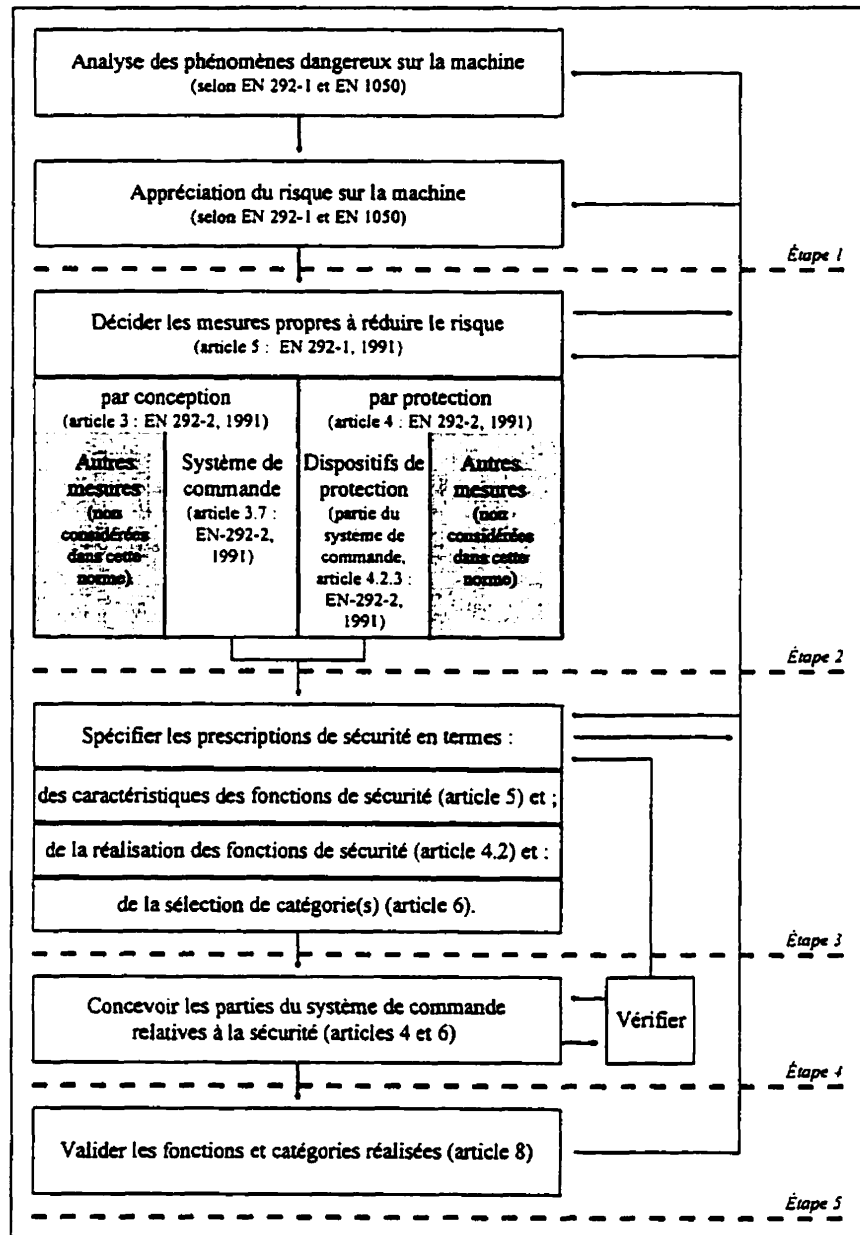 Analyse des phénomènes dangereux sur la machine
(selon EN 292-1 et EN 1050)
Appréciation du risque sur la machine
(selon EN 292-1 et EN 1050)
Étape 1
Décider les mesures propres à réduire le risque
(article 5 : EN 292-1, 1991)
par conception
(article 3 : EN 292-2, 1991)
par protection
(article 4 : EN 292-2, 1991)
Autres
mesures
(non
considérées
dans cette
norme)
Système de
commande
(article 3.7 :
EN-292-2,
1991)
Dispositifs de
protection
(partie du
système de
commande,
article 4.2.3 :
EN-292-2,
1991)
Autres
mesures
(non
considérées
dans cette
norme)
Étape 2
Spécifier les prescriptions de sécurité en termes :
des caractéristiques des fonctions de sécurité (article 5) et ;
de la réalisation des fonctions de sécurité (article 4.2) et :
de la sélection de catégorie(s) (article 6).
Étape 3
Concevoir les parties du système de commande
relatives à la sécurité (articles 4 et 6)
Vérifier
Étape 4
Valider les fonctions et catégories réalisées (article 8)
Étape 5